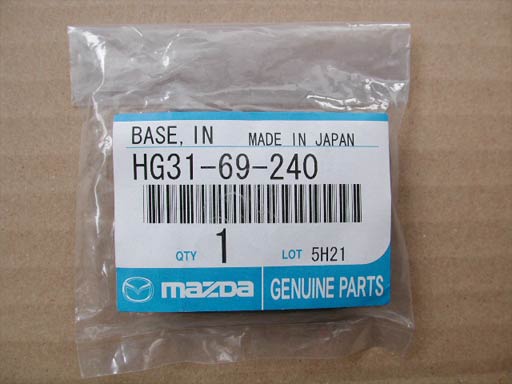 BASE, IN MADE IN JAPAN
HG31-69-240
QTY 1 LOT 5H21
mazda GENUINE PARTS